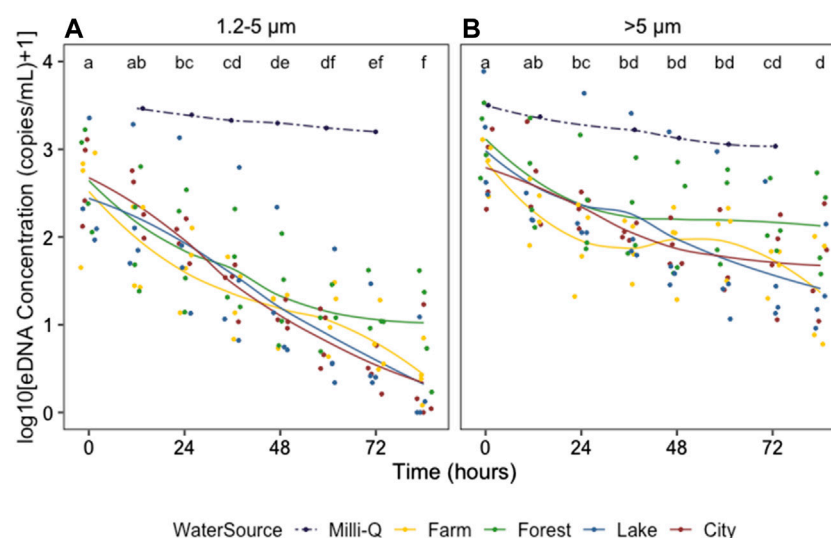 A 1.2-5 µm B >5 µm
log10[eDNA Concentration (copies/mL)+1]
4
3
2
1
0
a ab bc cd de df ef f
a ab bc bd bd bd cd d
0 24 48 72 0 24 48 72
Time (hours)
WaterSource Milli-Q Farm Forest Lake City